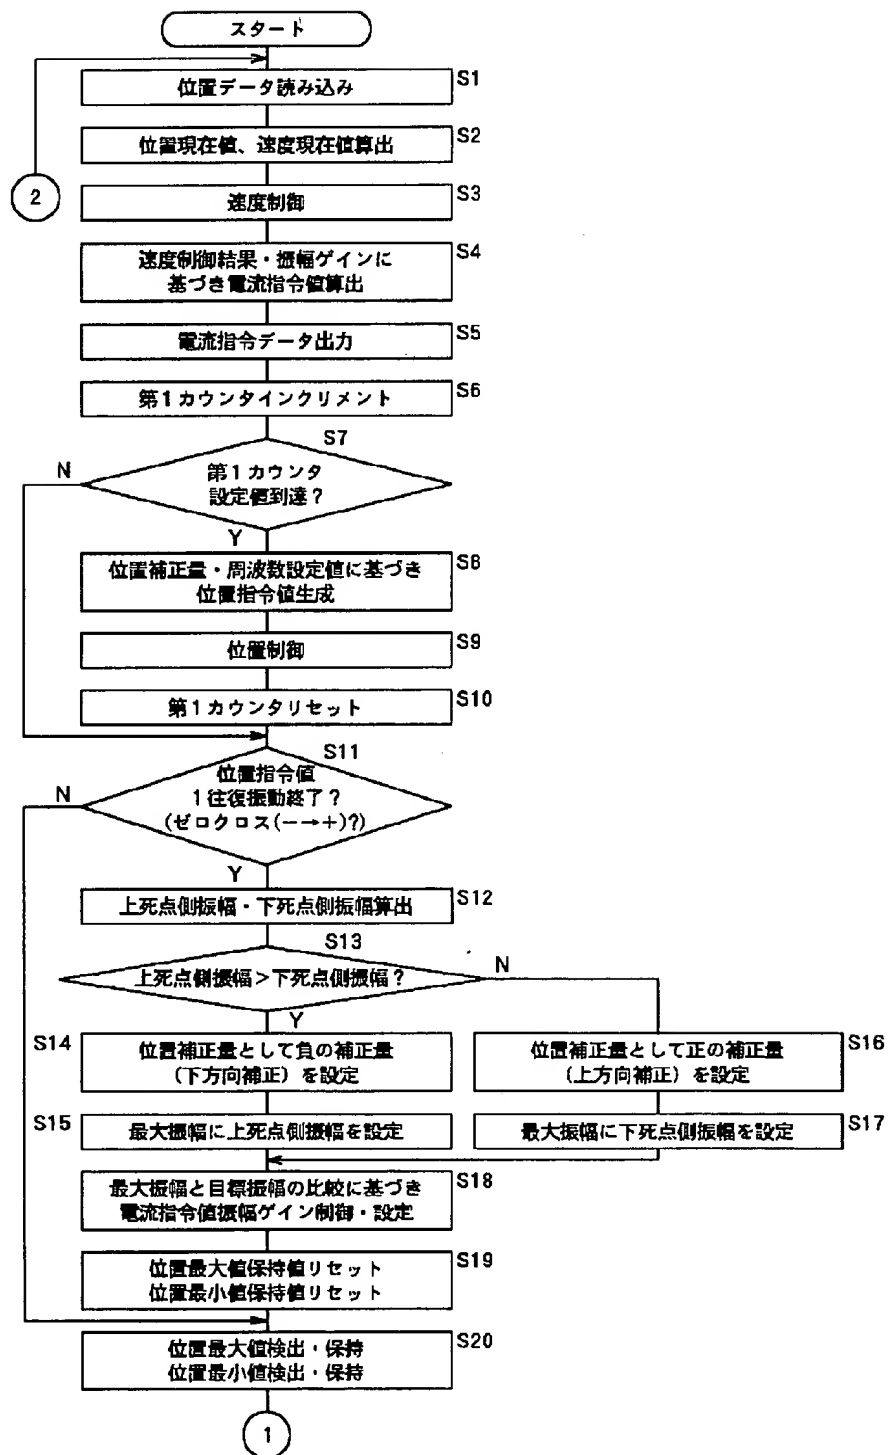 スタート
位置データ読み込み
S1
位置現在値、速度現在値算出
S2
2
速度制御
S3
速度制御結果・振幅ゲインに
基づき電流指令値算出
S4
電流指令データ出力
S5
第1カウンタインクリメント
S6
S7
N
第1カウンタ
設定値到達?
Y
位置補正量・周波数設定値に基づき
位置指令値生成
S8
位置制御
S9
第1カウンタリセット
S10
S11
N
位置指令値
1往復振動終了?
(ゼロクロス(−→+)?)
Y
上死点側振幅・下死点側振幅算出
S12
S13
上死点側振幅>下死点側振幅?
N
Y
S14
位置補正量として負の補正量
(下方向補正)を設定
位置補正量として正の補正量
(上方向補正)を設定
S16
S15
最大振幅に上死点側振幅を設定
最大振幅に下死点側振幅を設定
S17
最大振幅と目標振幅の比較に基づき
電流指令値振幅ゲイン制御・設定
S18
位置最大値保持値リセット
位置最小値保持値リセット
S19
位置最大値検出・保持
位置最小値検出・保持
S20
1